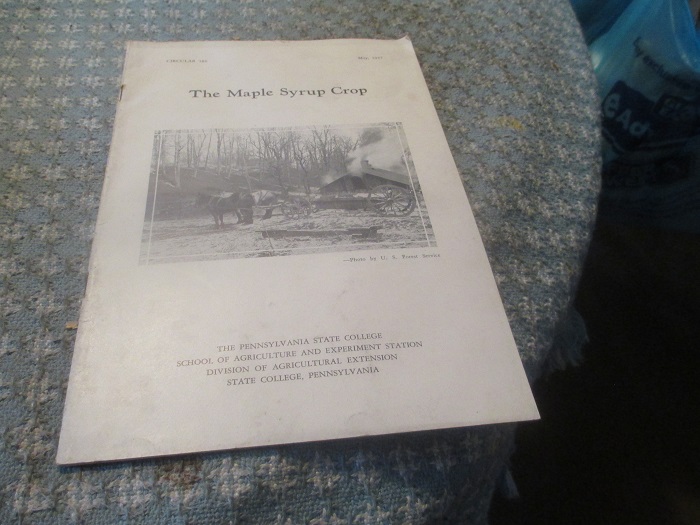 CIRCULAR
The Maple Syrup Crop
—Photo by U. S. Forest Service
THE PENNSYLVANIA STATE COLLEGE
SCHOOL OF AGRICULTURE AND EXPERIMENT STATION
DIVISION OF AGRICULTURAL EXTENSION
STATE COLLEGE, PENNSYLVANIA